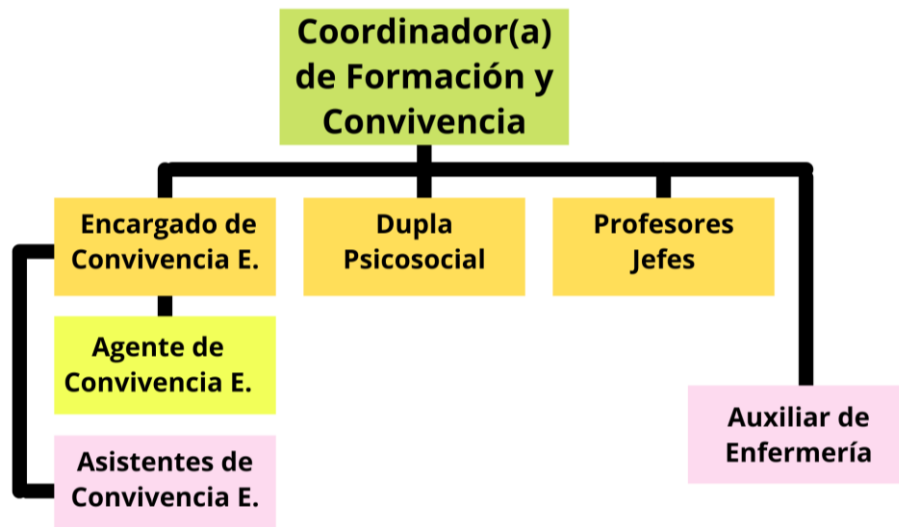 Coordinador(a)
de Formación y
Convivencia
Encargado de
Convivencia E.
Dupla
Psicosocial
Profesores
Jefes
Agente de
Convivencia E.
Asistentes de
Convivencia E.
Auxiliar de
Enfermería